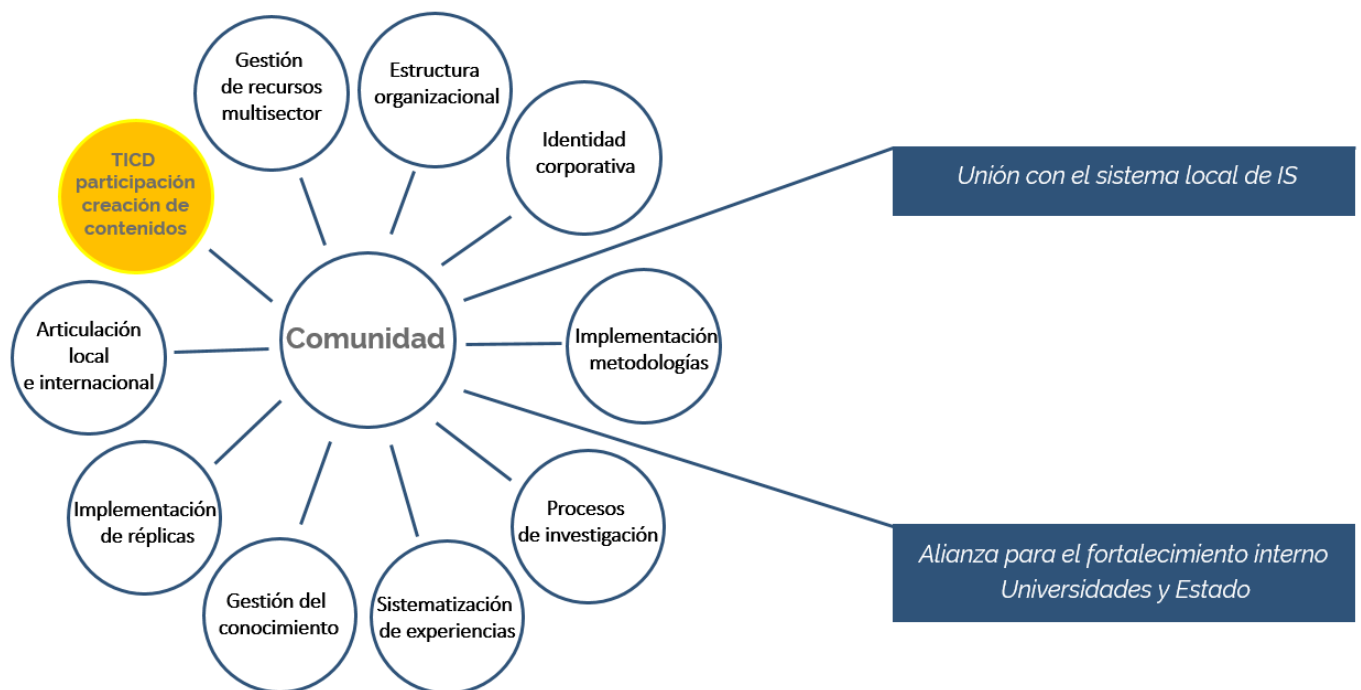 Gestión
de recursos
multisector
Estructura
organizacional
Identidad
corporativa
TICD
participación
creación de
contenidos
Unión con el sistema local de IS
Articulación
local
e internacional
Comunidad
Implementación
metodologías
Implementación
de réplicas
Procesos
de investigación
Gestión del
conocimiento
Sistematización
de experiencias
Alianza para el fortalecimiento interno
Universidades y Estado